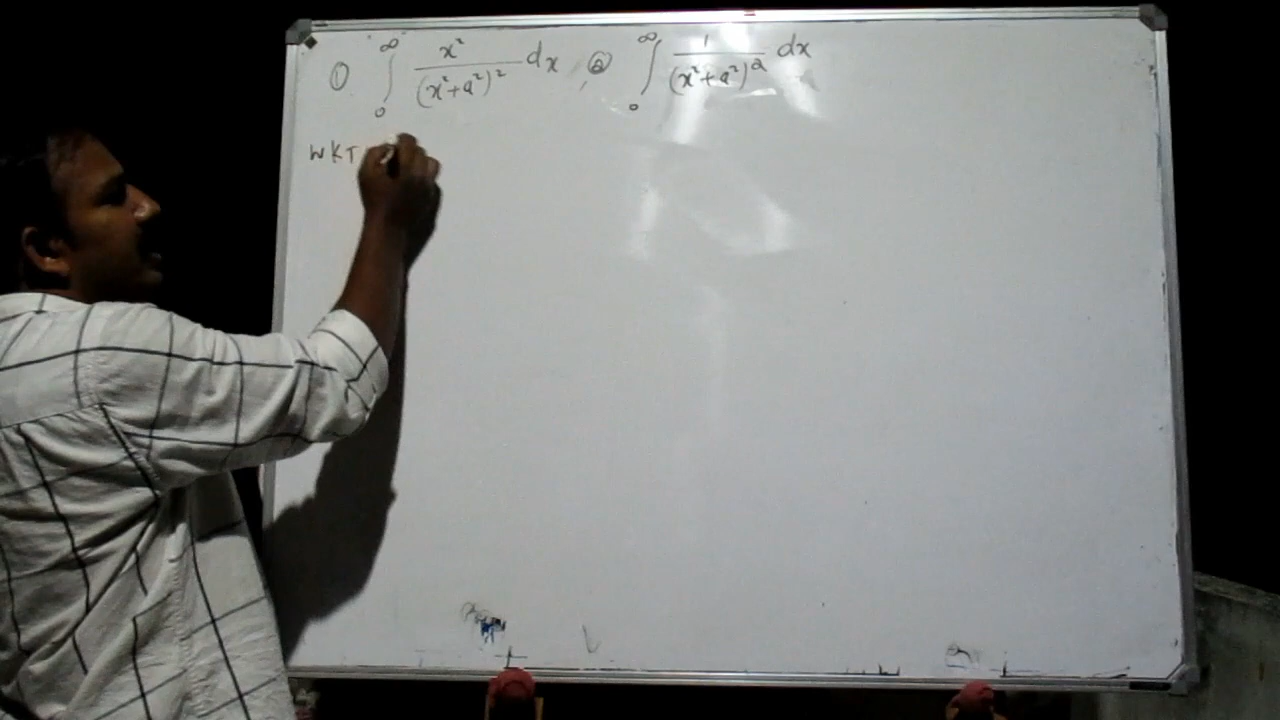 ① ∫₀^∞ x²/(x²+a²)² dx ② ∫₀^∞ 1/(x²+a²)² dx
WKT